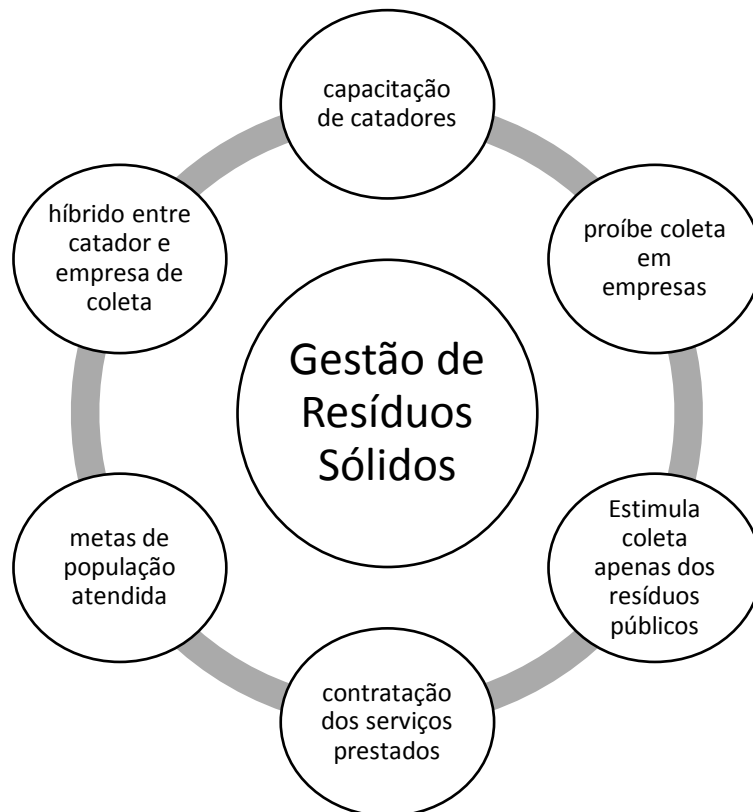 capacitação
de catadores
híbrido entre
catador e
empresa de
coleta
proíbe coleta
em
empresas
Gestão de
Resíduos
Sólidos
metas de
população
atendida
Estimula
coleta
apenas dos
resíduos
públicos
contratação
dos serviços
prestados